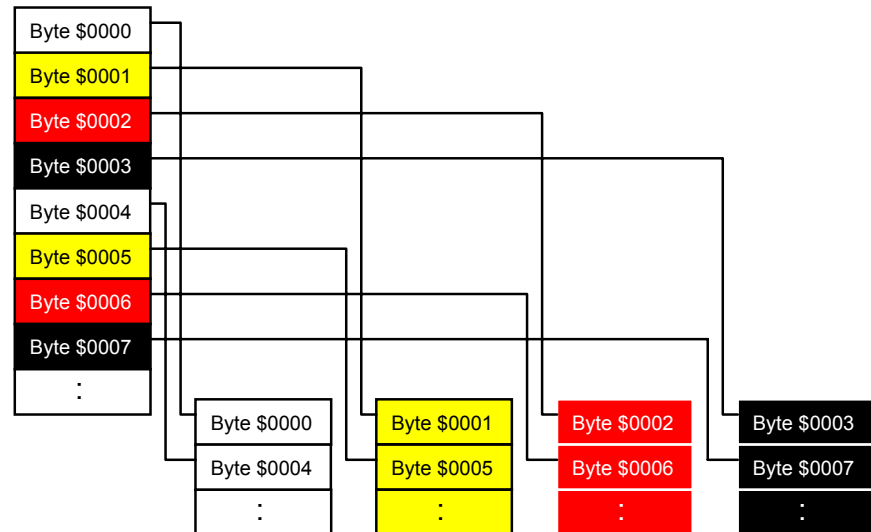 Byte $0000
Byte $0001
Byte $0002
Byte $0003
Byte $0004
Byte $0005
Byte $0006
Byte $0007
:
Byte $0000 Byte $0001 Byte $0002 Byte $0003
Byte $0004 Byte $0005 Byte $0006 Byte $0007
: : : :